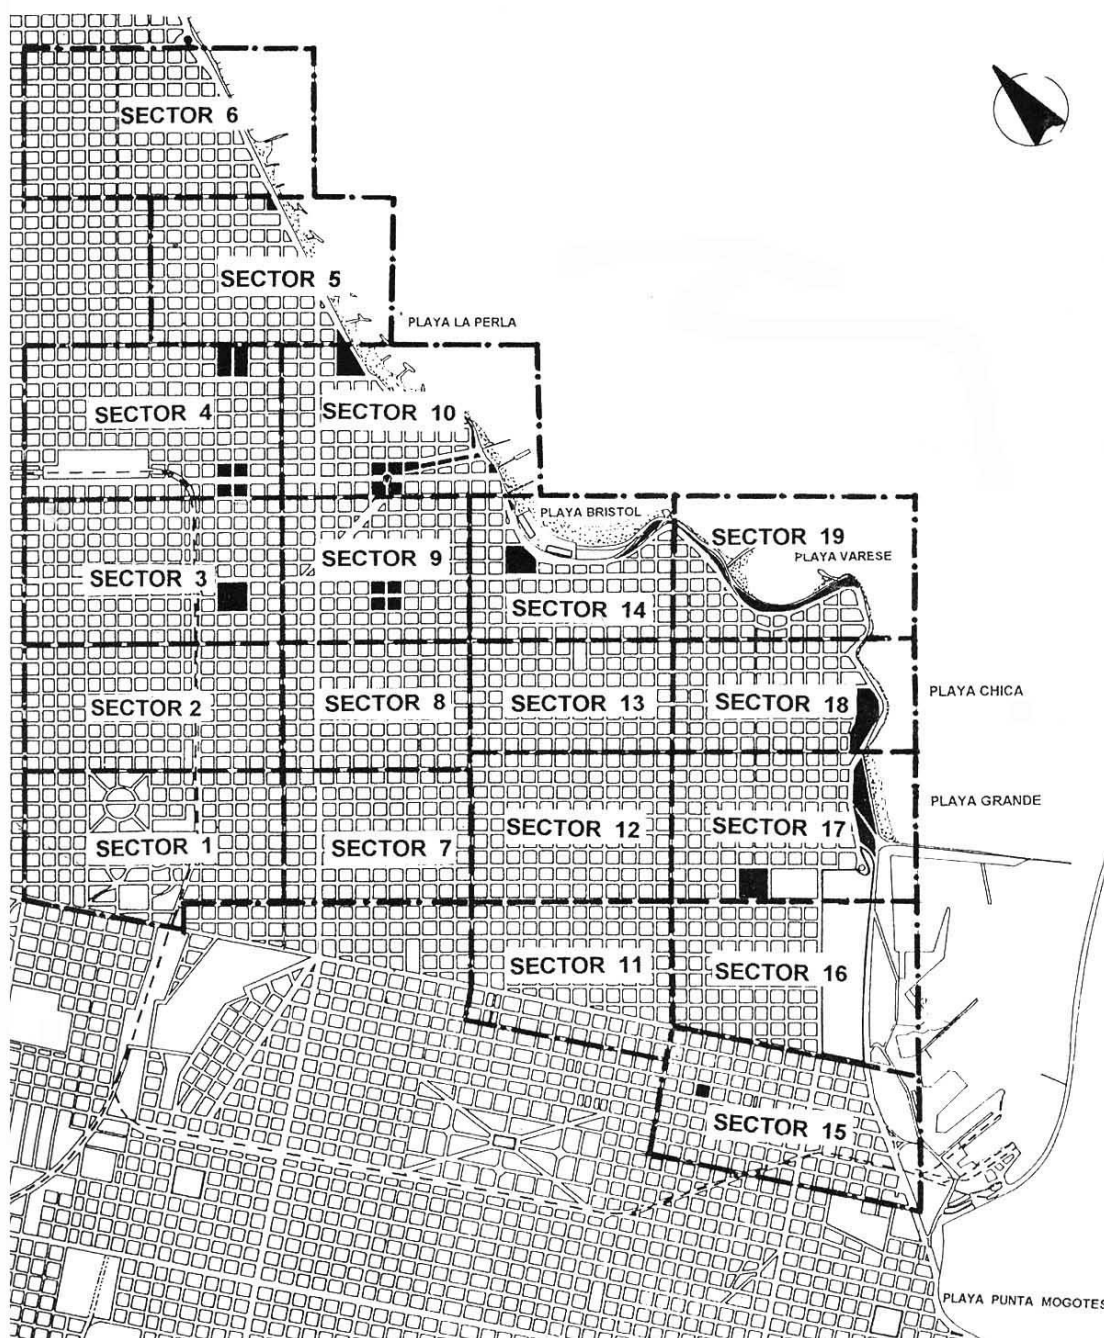 SECTOR 6
SECTOR 5
PLAYA LA PERLA
SECTOR 4
SECTOR 10
PLAYA BRISTOL
SECTOR 19
PLAYA VARESE
SECTOR 3
SECTOR 9
SECTOR 14
SECTOR 2
SECTOR 8
SECTOR 13
SECTOR 18
PLAYA CHICA
PLAYA GRANDE
SECTOR 1
SECTOR 7
SECTOR 12
SECTOR 17
SECTOR 11
SECTOR 16
SECTOR 15
PLAYA PUNTA MOGOTES